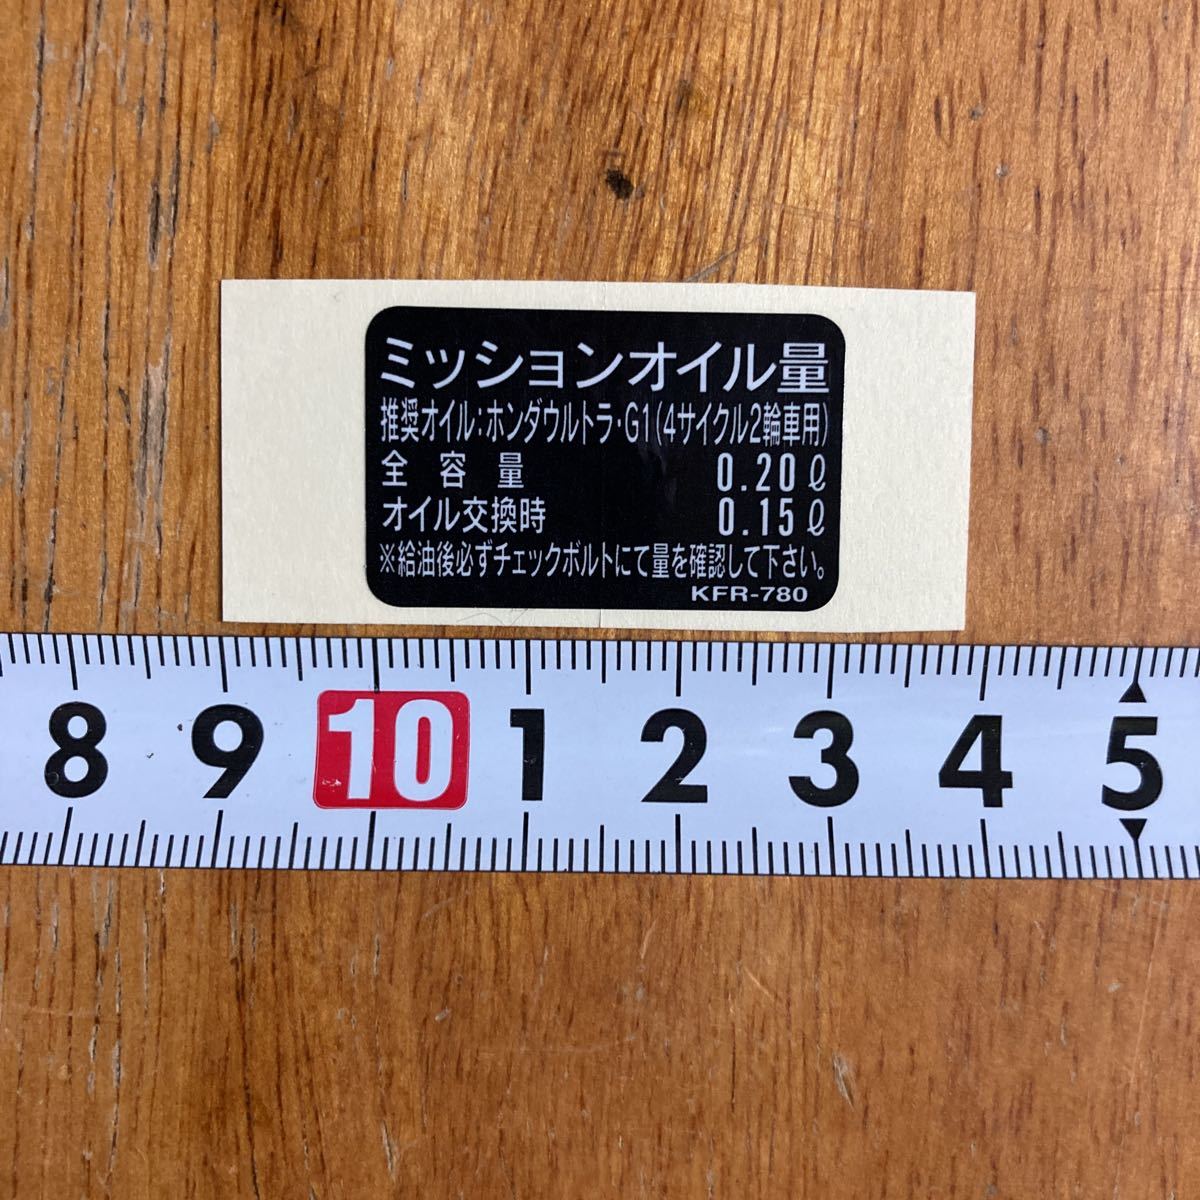 ミッションオイル量
推奨オイル:ホンダウルトラ・G1(4サイクル2輪車用)
全 容 量 0.20ℓ
オイル交換時 0.15ℓ
※給油後必ずチェックボルトにて量を確認して下さい。
KFR-780
8 9 10 1 2 3 4 5